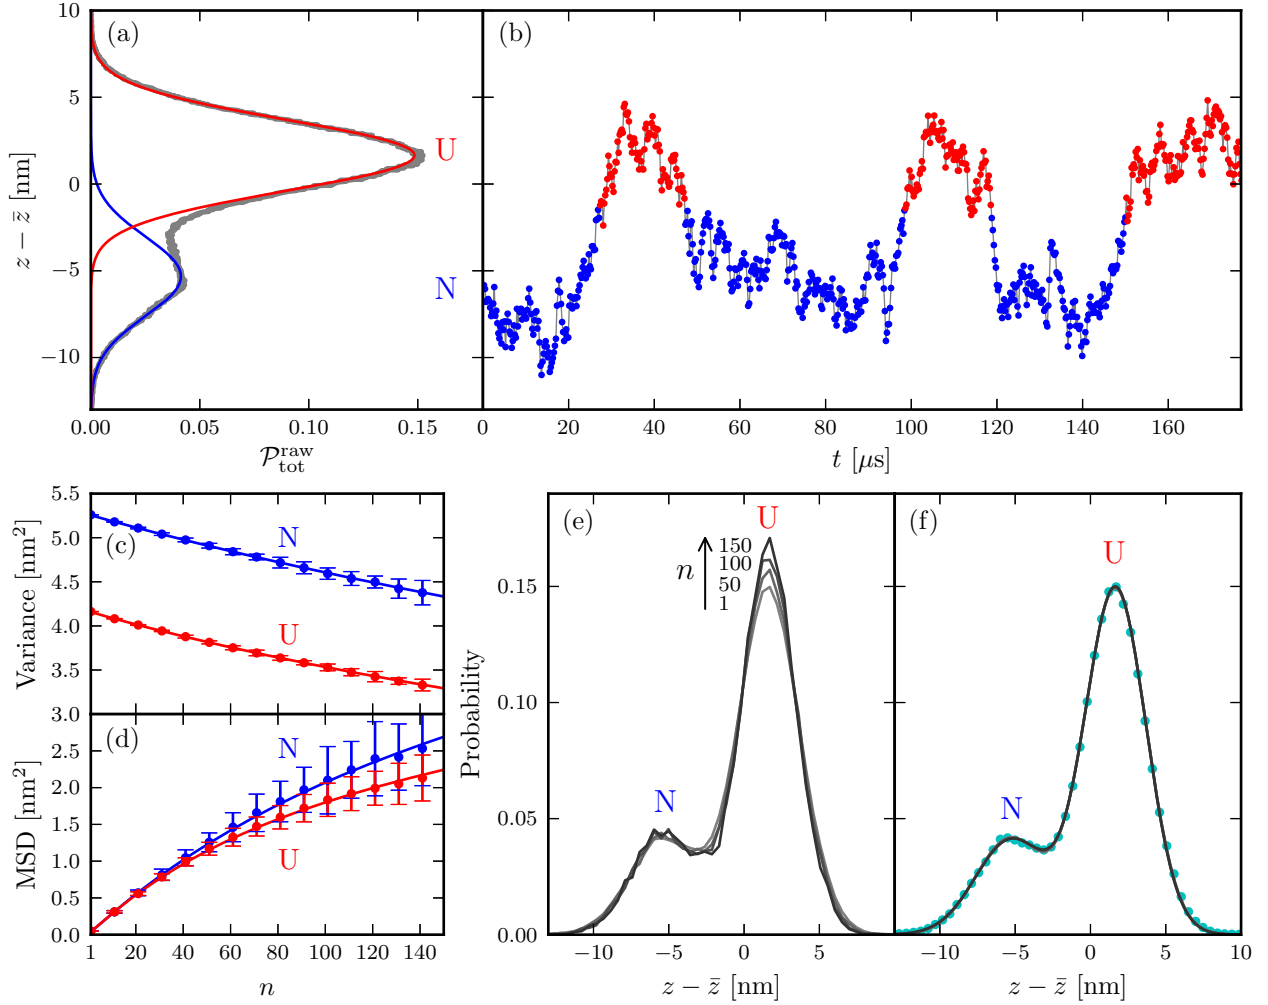 (a)
10
5
0
−5
−10
z − z̄ [nm]
U
N
0.00 0.05 0.10 0.15
𝒫 raw tot
(b)
0 20 40 60 80 100 120 140 160
t [μs]
(c)
5.5
5.0
4.5
4.0
3.5
3.0
Variance [nm²]
N
U
(d)
2.5
2.0
1.5
1.0
0.5
0.0
MSD [nm²]
N
U
1 20 40 60 80 100 120 140
n
(e)
U
150
100
50
1
n
N
0.15
0.10
0.05
0.00
Probability
−10 −5 0 5
z − z̄ [nm]
(f)
U
N
−10 −5 0 5 10
z − z̄ [nm]